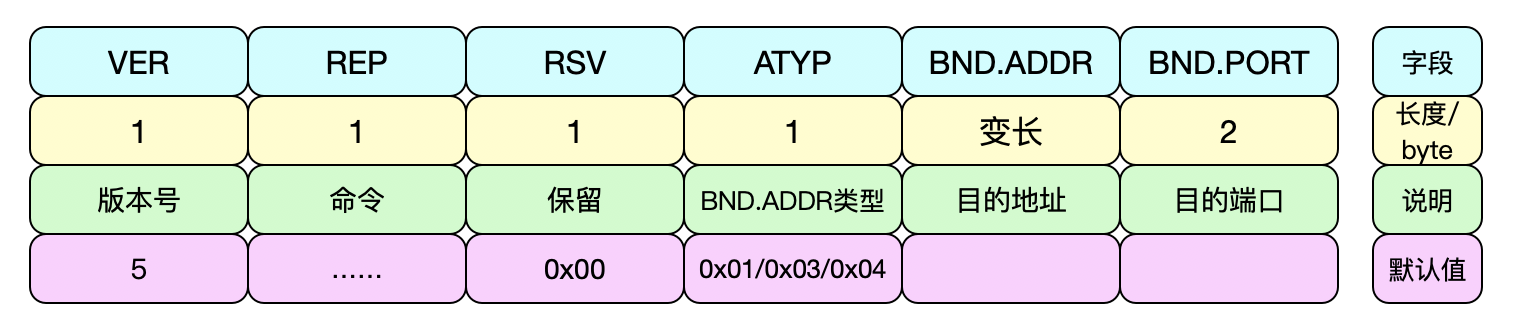 VER REP RSV ATYP BND.ADDR BND.PORT 字段
1 1 1 1 变长 2 长度/
byte
版本号 命令 保留 BND.ADDR类型 目的地址 目的端口 说明
5 …… 0x00 0x01/0x03/0x04 默认值